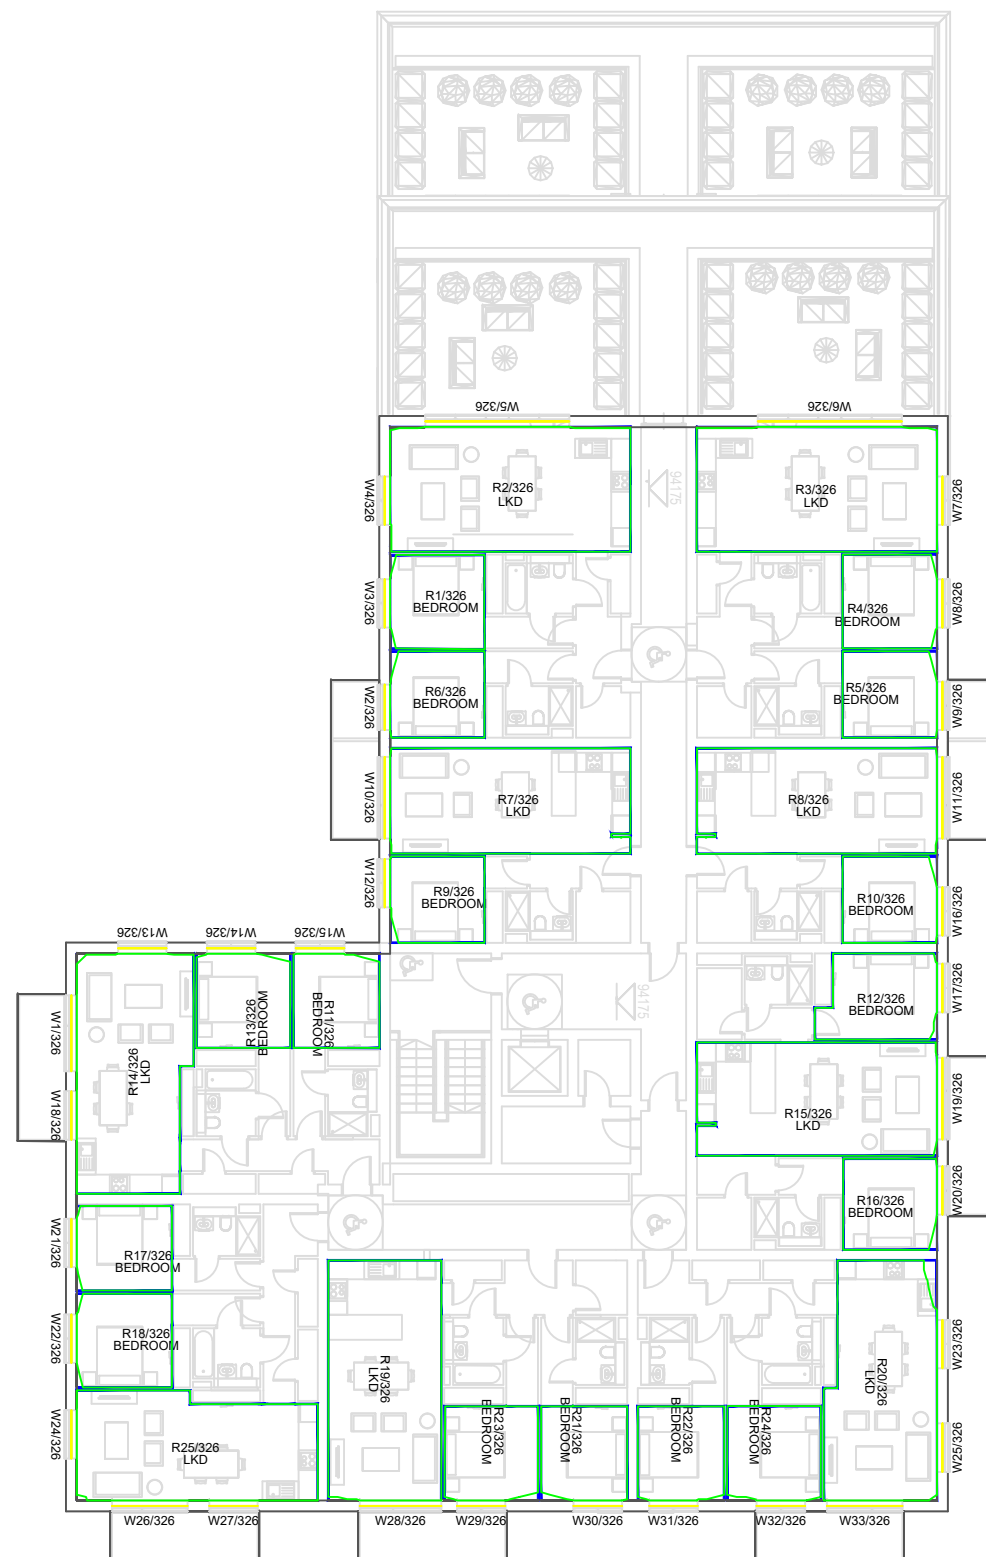 W5/326
W6/326
W4/326
R2/326
LKD
94175
R3/326
LKD
W7/326
W3/326
R1/326
BEDROOM
R4/326
BEDROOM
W8/326
W2/326
R6/326
BEDROOM
R5/326
BEDROOM
W9/326
W10/326
R7/326
LKD
R8/326
LKD
W11/326
W12/326
R9/326
BEDROOM
R10/326
BEDROOM
W16/326
W13/326
W14/326
W15/326
W1/326
R13/326
BEDROOM
R11/326
BEDROOM
94175
R12/326
BEDROOM
W17/326
R14/326
LKD
W18/326
R15/326
LKD
W19/326
R16/326
BEDROOM
W20/326
W21/326
R17/326
BEDROOM
W22/326
R18/326
BEDROOM
R19/326
LKD
R20/326
LKD
W23/326
W24/326
R25/326
LKD
R23/326
BEDROOM
R21/326
BEDROOM
R22/326
BEDROOM
R24/326
BEDROOM
W25/326
W26/326
W27/326
W28/326
W29/326
W30/326
W31/326
W32/326
W33/326